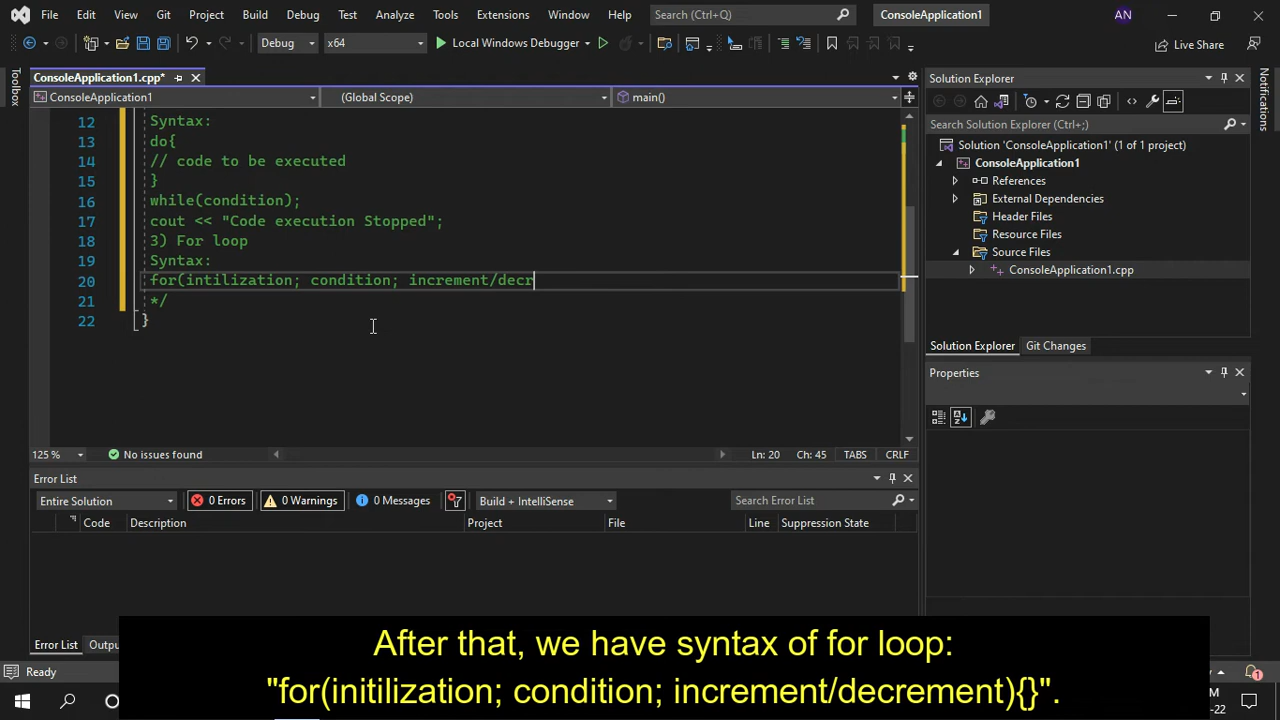 File Edit View Git Project Build Debug Test Analyze Tools Extensions Window Help Search (Ctrl+Q) ConsoleApplication1 AN
Debug x64 Local Windows Debugger Live Share
Toolbox
ConsoleApplication1.cpp*
ConsoleApplication1 (Global Scope) main()
12 Syntax:
13 do{
14 // code to be executed
15 }
16 while(condition);
17 cout << "Code execution Stopped";
18 3) For loop
19 Syntax:
20 for(intilization; condition; increment/decr
21 */
22 }
125 % No issues found Ln: 20 Ch: 45 TABS CRLF
Error List
Entire Solution 0 Errors 0 Warnings 0 Messages Build + IntelliSense Search Error List
Code Description Project File Line Suppression State
Error List Outpu
Ready
Solution Explorer
Search Solution Explorer (Ctrl+;)
Solution 'ConsoleApplication1' (1 of 1 project)
ConsoleApplication1
References
External Dependencies
Header Files
Resource Files
Source Files
ConsoleApplication1.cpp
Solution Explorer Git Changes
Properties
Notifications
After that, we have syntax of for loop:
"for(initilization; condition; increment/decrement){}".
M
-22